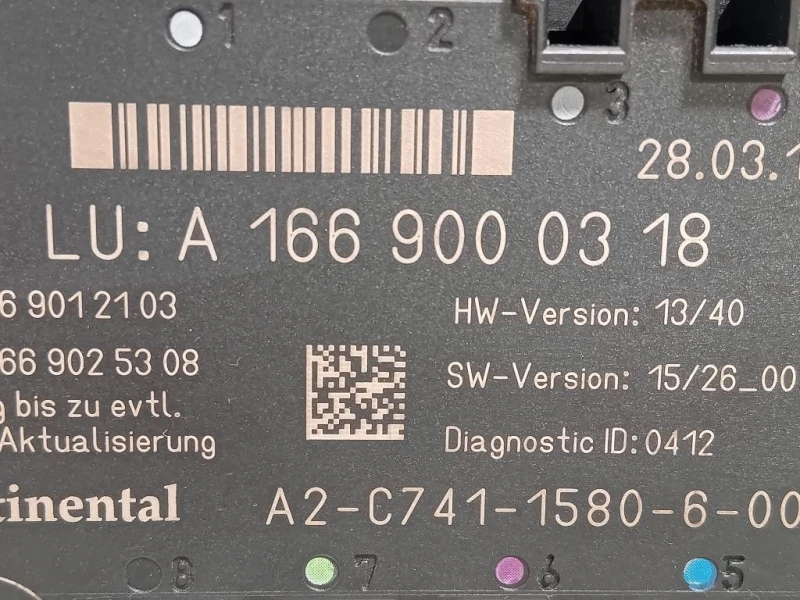 1 2
3
28.03.1
LU: A 166 900 03 18
6 901 21 03
HW-Version: 13/40
66 902 53 08
SW-Version: 15/26_00
g bis zu evtl.
Aktualisierung
Diagnostic ID: 0412
tinental
A2-C741-1580-6-00
8 7 6 5